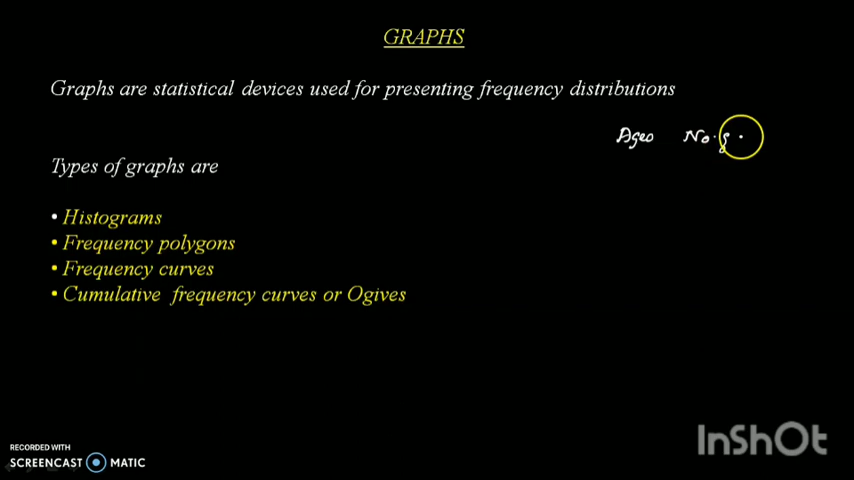 GRAPHS
Graphs are statistical devices used for presenting frequency distributions
Ages No. of
Types of graphs are
• Histograms
• Frequency polygons
• Frequency curves
• Cumulative frequency curves or Ogives
RECORDED WITH
SCREENCAST MATIC
InShOt